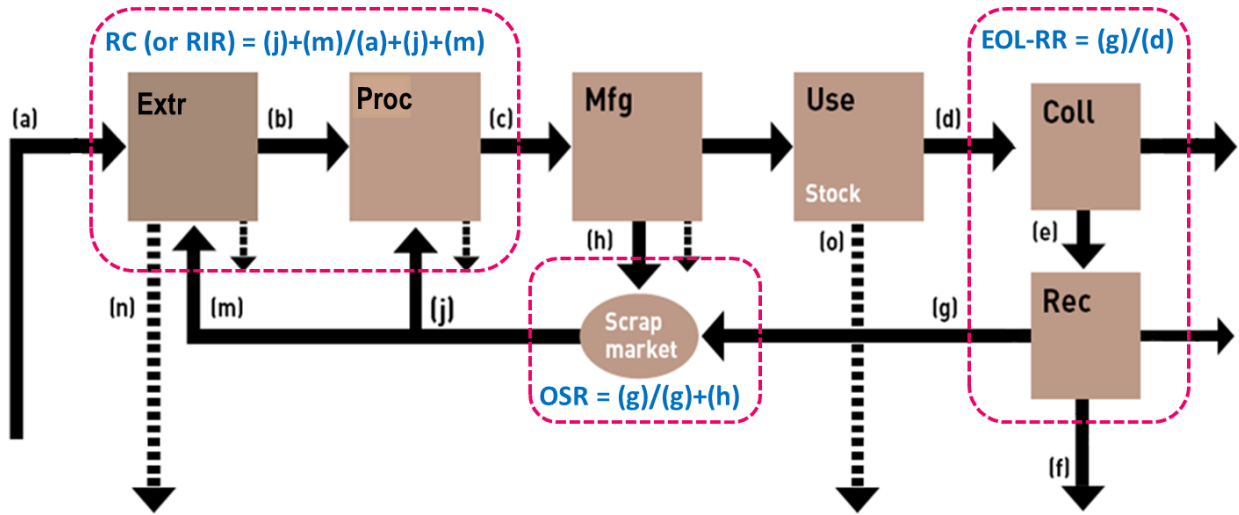 RC (or RIR) = (j)+(m)/(a)+(j)+(m)
EOL-RR = (g)/(d)
Extr
Proc
Mfg
Use
Coll
(a)
(b)
(c)
(d)
Stock
(h)
(o)
(e)
(n)
(m)
(j)
Scrap
market
(g)
Rec
OSR = (g)/(g)+(h)
(f)